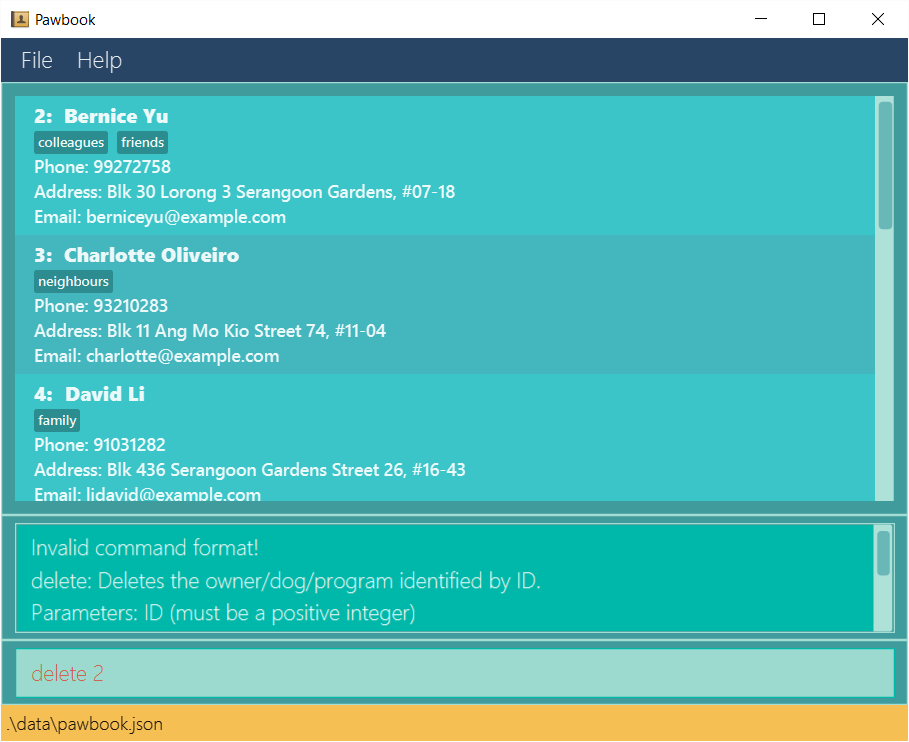 Pawbook
File Help
2: Bernice Yu
colleagues friends
Phone: 99272758
Address: Blk 30 Lorong 3 Serangoon Gardens, #07-18
Email: berniceyu@example.com
3: Charlotte Oliveiro
neighbours
Phone: 93210283
Address: Blk 11 Ang Mo Kio Street 74, #11-04
Email: charlotte@example.com
4: David Li
family
Phone: 91031282
Address: Blk 436 Serangoon Gardens Street 26, #16-43
Email: lidavid@example.com
Invalid command format!
delete: Deletes the owner/dog/program identified by ID.
Parameters: ID (must be a positive integer)
delete 2
.\data\pawbook.json